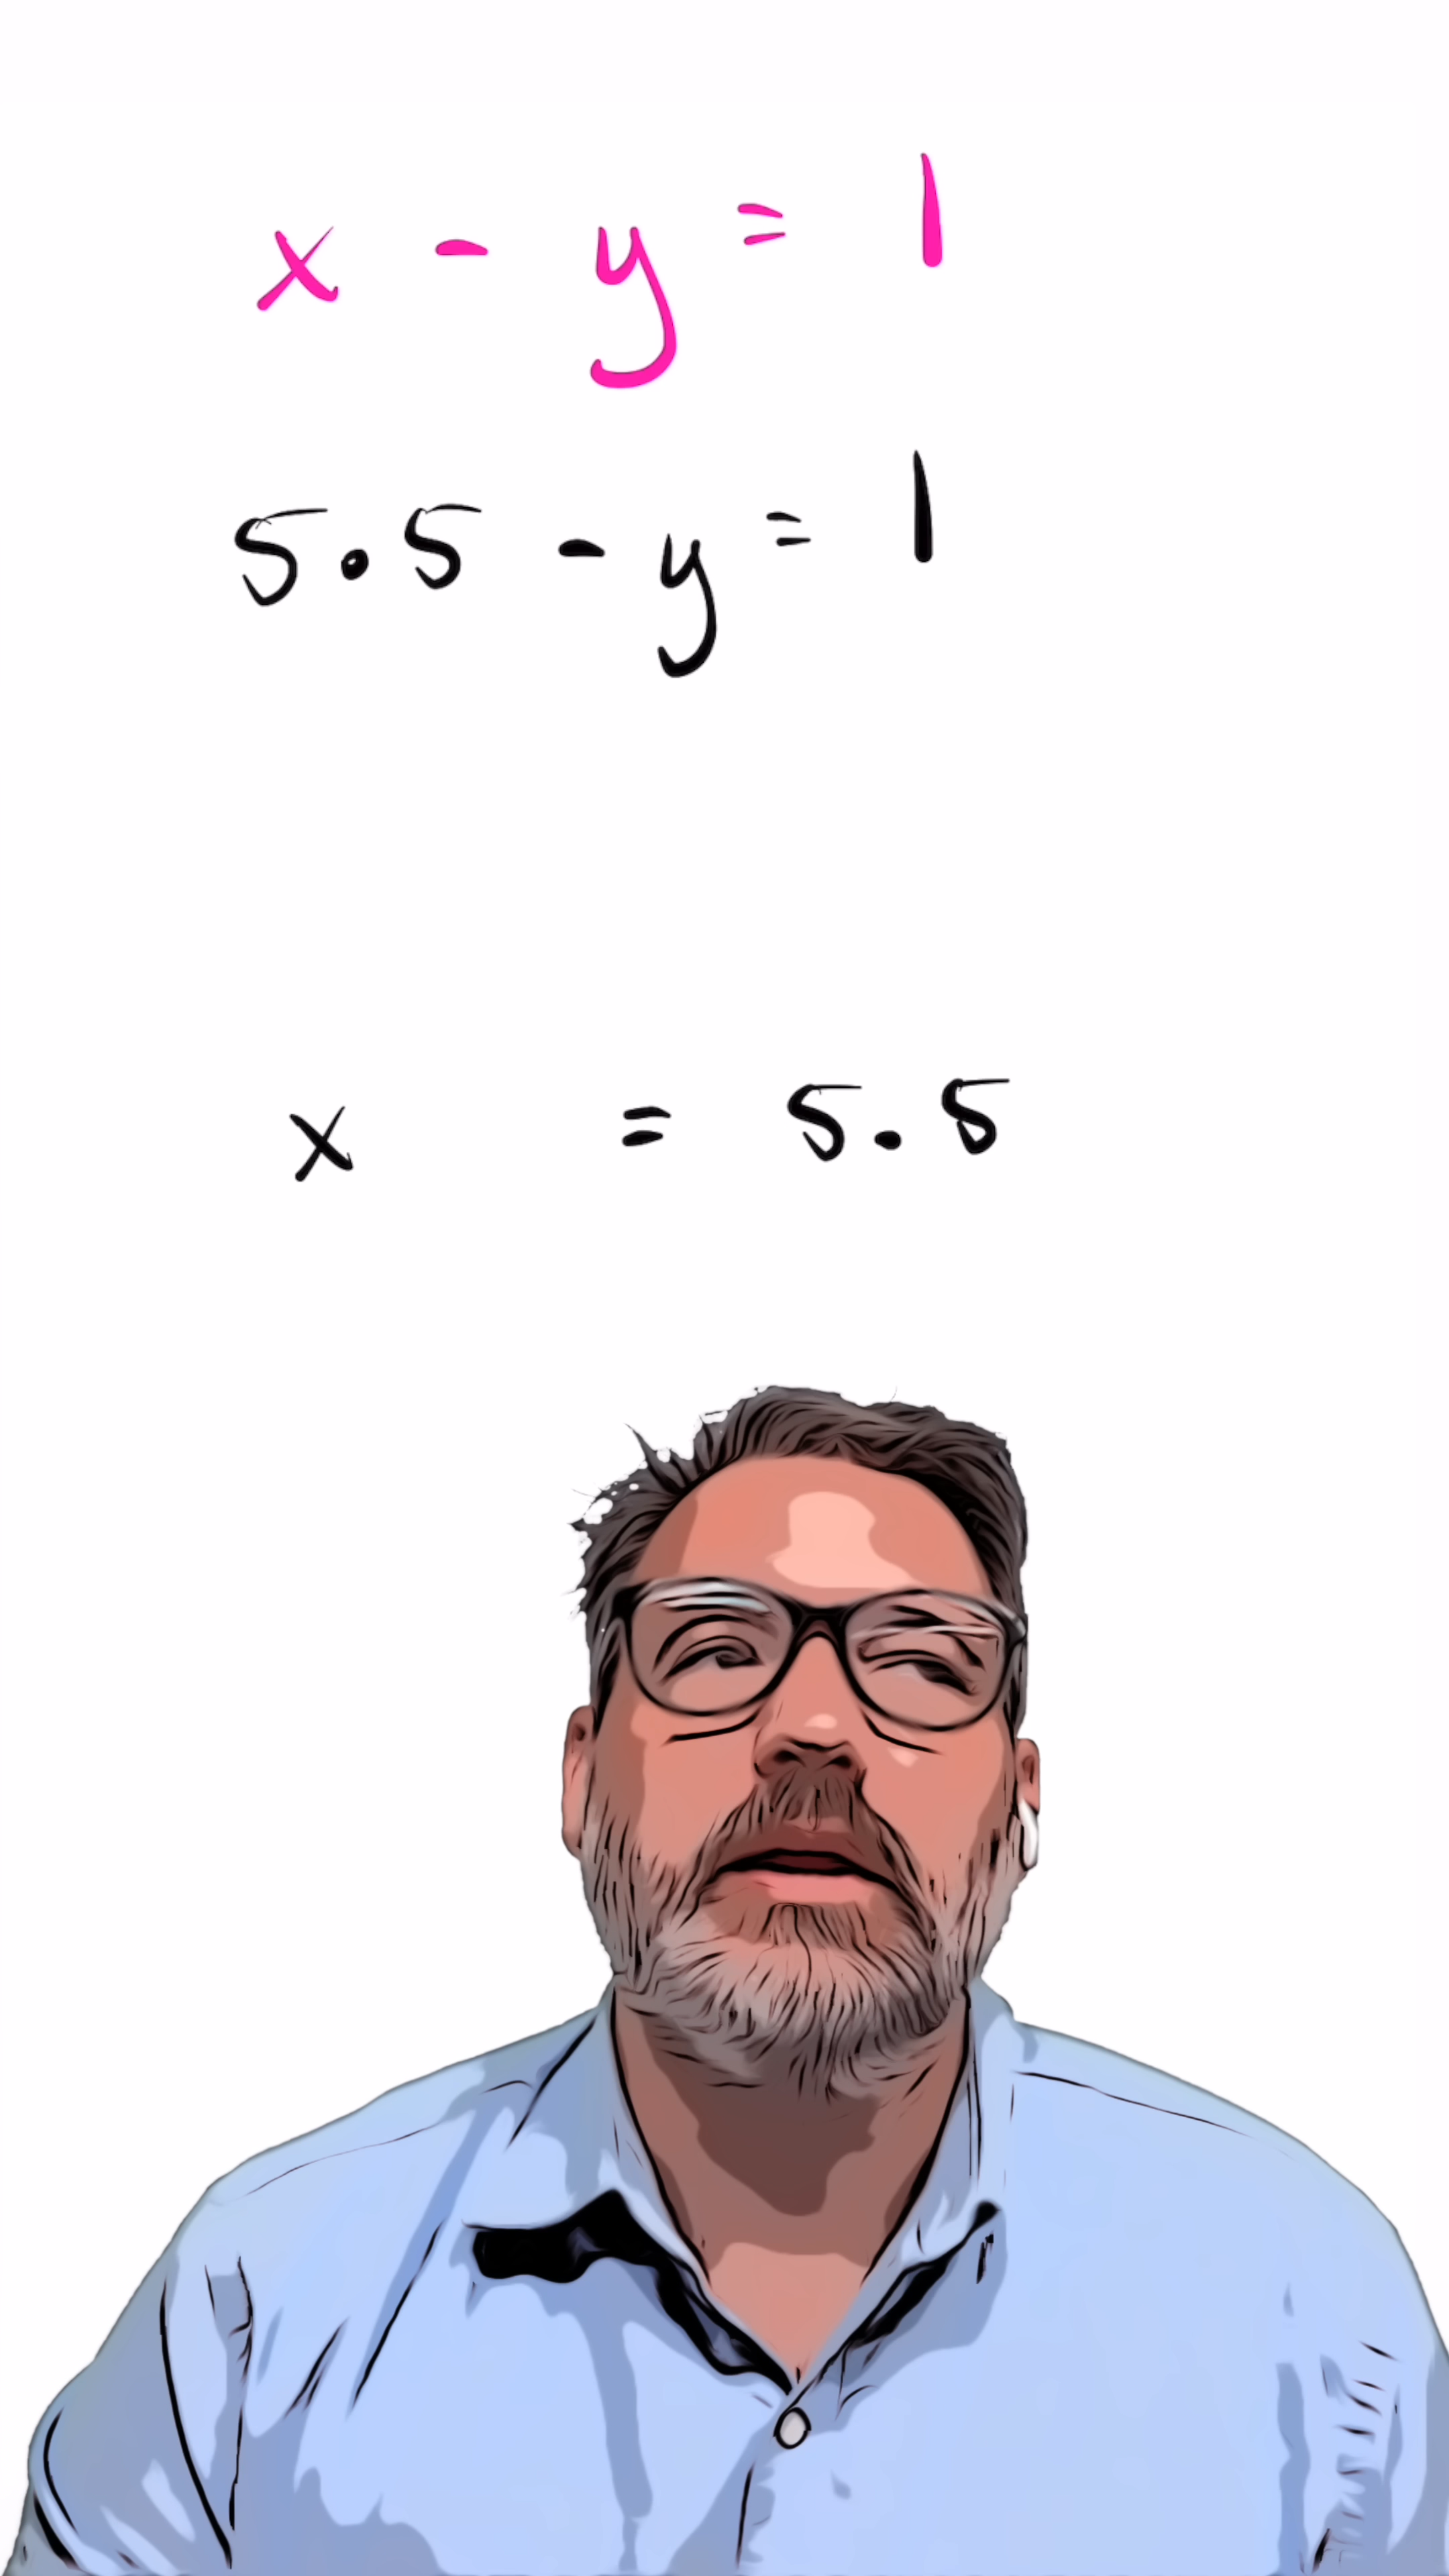 x - y = 1
5.5 - y = 1
x = 5.5